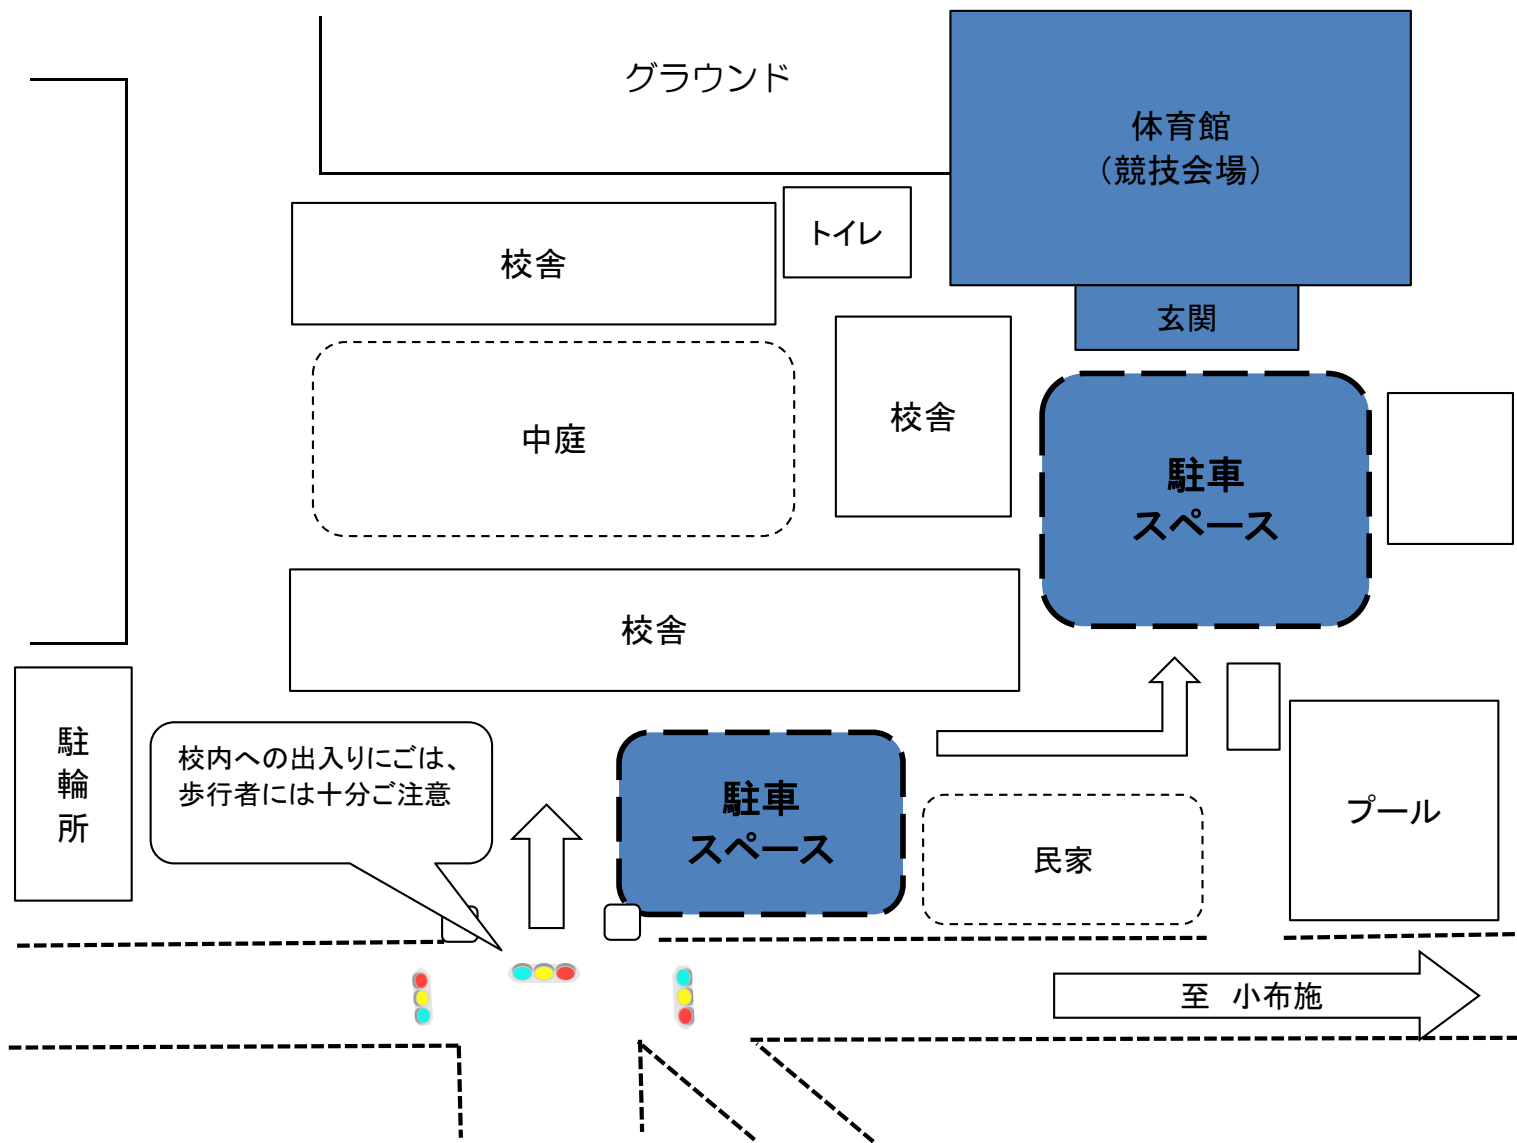 グラウンド
体育館
（競技会場）
トイレ
校舎
玄関
校舎
中庭
駐車
スペース
校舎
駐
輪
所
校内への出入りにごは、
歩行者には十分ご注意
駐車
スペース
プール
民家
至　小布施